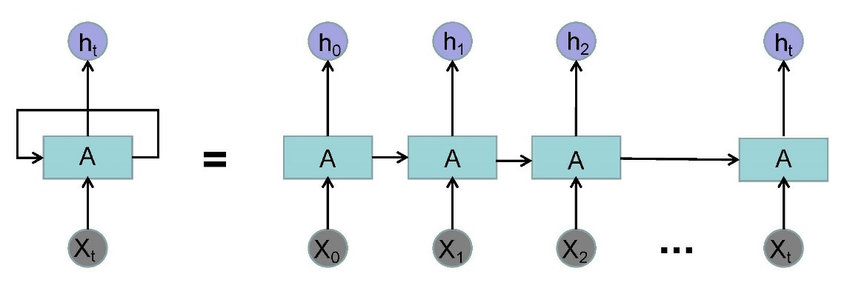 hₜ h₀ h₁ h₂ hₜ
A = A A A A
Xₜ X₀ X₁ X₂ ... Xₜ